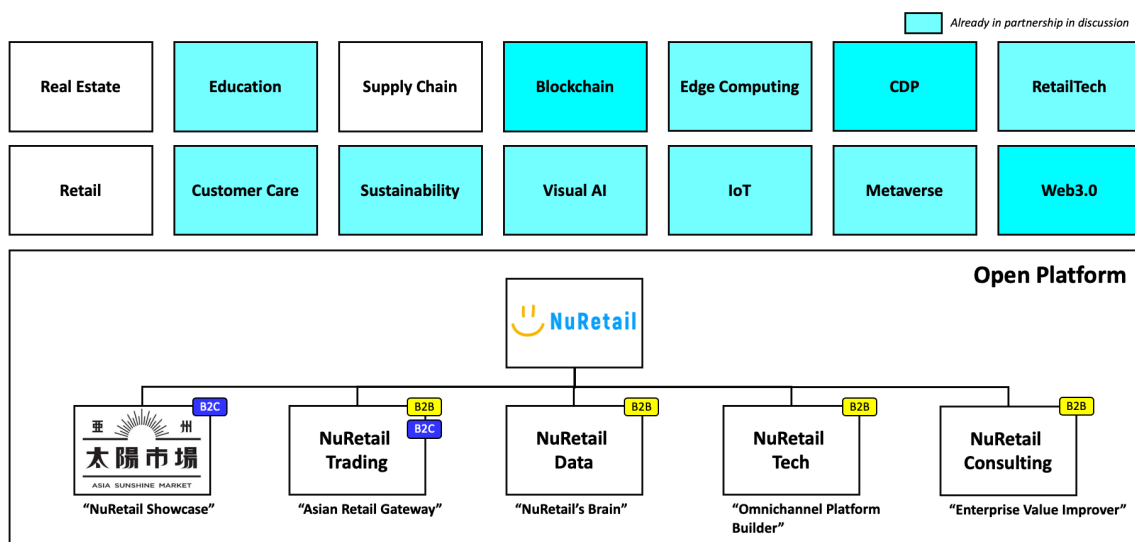 Already in partnership in discussion
Real Estate
Education
Supply Chain
Blockchain
Edge Computing
CDP
RetailTech
Retail
Customer Care
Sustainability
Visual AI
IoT
Metaverse
Web3.0
Open Platform
NuRetail
B2C
亜 州
太陽市場
ASIA SUNSHINE MARKET
“NuRetail Showcase”
B2B
B2C
NuRetail
Trading
“Asian Retail Gateway”
B2B
NuRetail
Data
“NuRetail’s Brain”
B2B
NuRetail
Tech
“Omnichannel Platform
Builder”
B2B
NuRetail
Consulting
“Enterprise Value Improver”